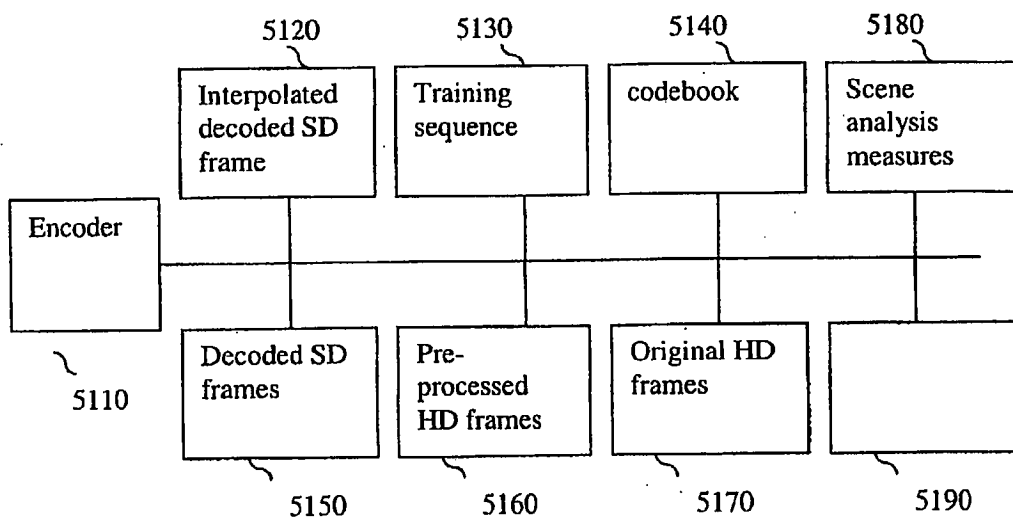 5120
5130
5140
5180
Interpolated
decoded SD
frame
Training
sequence
codebook
Scene
analysis
measures
Encoder
5110
Decoded SD
frames
Pre-
processed
HD frames
Original HD
frames
5150
5160
5170
5190